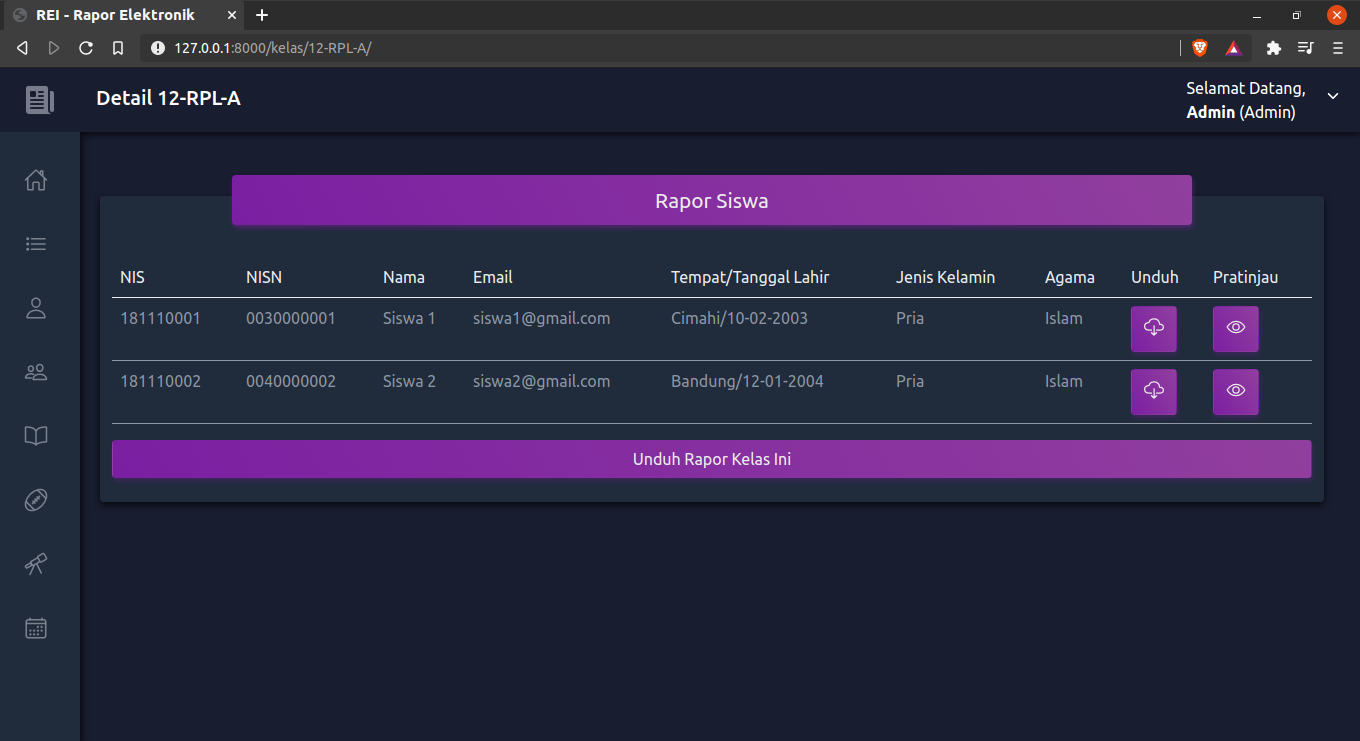 REI - Rapor Elektronik
127.0.0.1:8000/kelas/12-RPL-A/
Detail 12-RPL-A
Selamat Datang,
Admin (Admin)
Rapor Siswa
NIS NISN Nama Email Tempat/Tanggal Lahir Jenis Kelamin Agama Unduh Pratinjau
181110001 0030000001 Siswa 1 siswa1@gmail.com Cimahi/10-02-2003 Pria Islam
181110002 0040000002 Siswa 2 siswa2@gmail.com Bandung/12-01-2004 Pria Islam
Unduh Rapor Kelas Ini